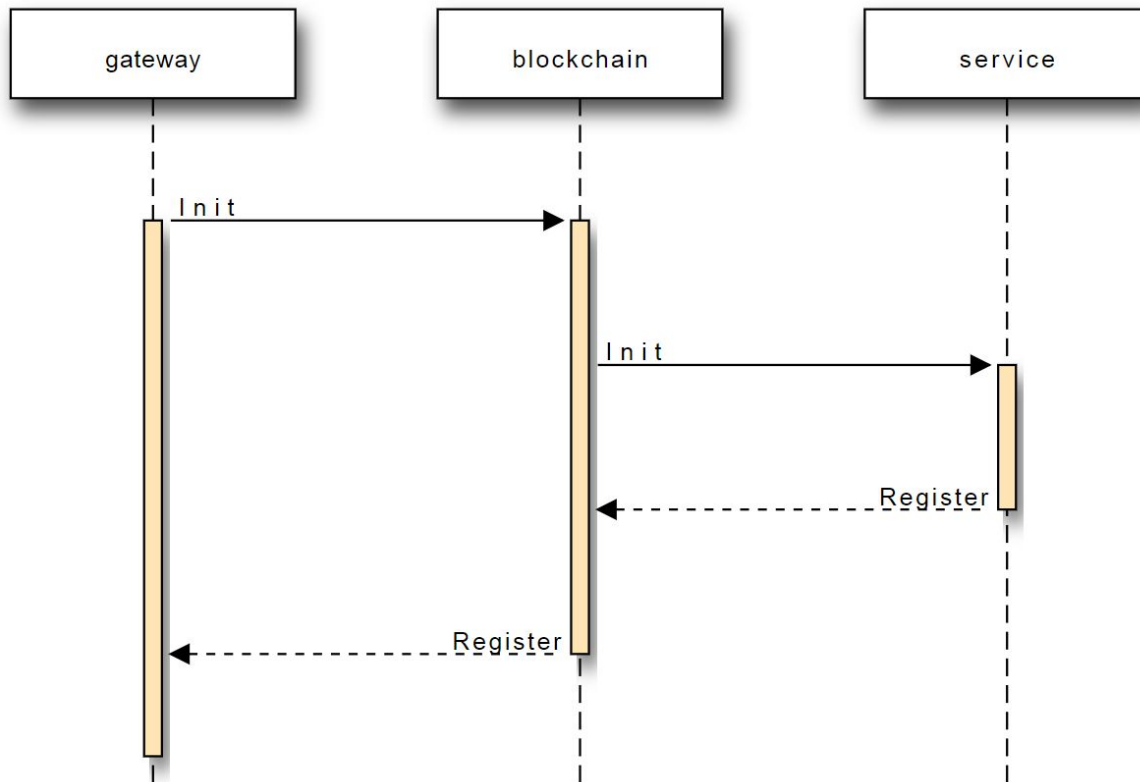 gateway
blockchain
service
Init
Init
Register
Register